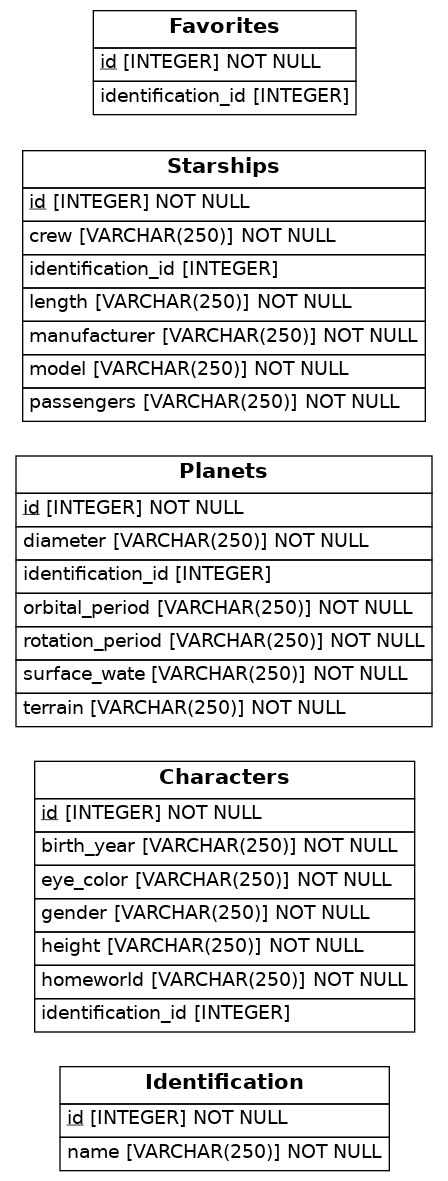 Favorites
id [INTEGER] NOT NULL
identification_id [INTEGER]
Starships
id [INTEGER] NOT NULL
crew [VARCHAR(250)] NOT NULL
identification_id [INTEGER]
length [VARCHAR(250)] NOT NULL
manufacturer [VARCHAR(250)] NOT NULL
model [VARCHAR(250)] NOT NULL
passengers [VARCHAR(250)] NOT NULL
Planets
id [INTEGER] NOT NULL
diameter [VARCHAR(250)] NOT NULL
identification_id [INTEGER]
orbital_period [VARCHAR(250)] NOT NULL
rotation_period [VARCHAR(250)] NOT NULL
surface_wate [VARCHAR(250)] NOT NULL
terrain [VARCHAR(250)] NOT NULL
Characters
id [INTEGER] NOT NULL
birth_year [VARCHAR(250)] NOT NULL
eye_color [VARCHAR(250)] NOT NULL
gender [VARCHAR(250)] NOT NULL
height [VARCHAR(250)] NOT NULL
homeworld [VARCHAR(250)] NOT NULL
identification_id [INTEGER]
Identification
id [INTEGER] NOT NULL
name [VARCHAR(250)] NOT NULL